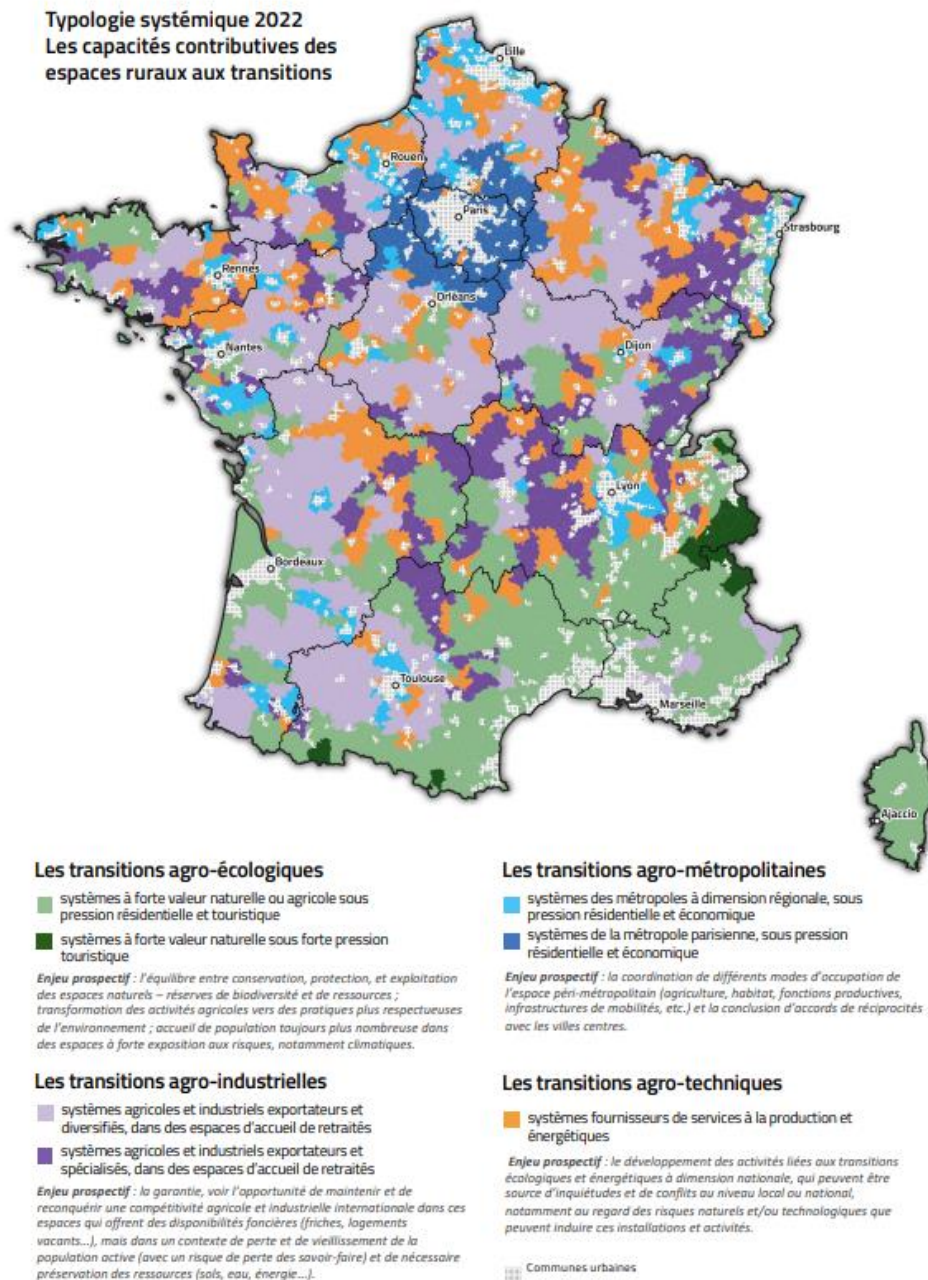 Typologie systémique 2022
Les capacités contributives des
espaces ruraux aux transitions
Lille
Rouen
Paris
Strasbourg
Rennes
Orléans
Nantes
Dijon
Lyon
Bordeaux
Toulouse
Marseille
Ajaccio
Les transitions agro-écologiques
systèmes à forte valeur naturelle ou agricole sous
pression résidentielle et touristique
systèmes à forte valeur naturelle sous forte pression
touristique
Enjeu prospectif : l'équilibre entre conservation, protection, et exploitation
des espaces naturels – réserves de biodiversité et de ressources ;
transformation des activités agricoles vers des pratiques plus respectueuses
de l'environnement ; accueil de population toujours plus nombreuse dans
des espaces à forte exposition aux risques, notamment climatiques.
Les transitions agro-industrielles
systèmes agricoles et industriels exportateurs et
diversifiés, dans des espaces d'accueil de retraités
systèmes agricoles et industriels exportateurs et
spécialisés, dans des espaces d'accueil de retraités
Enjeu prospectif : la garantie, voir l'opportunité de maintenir et de
reconquérir une compétitivité agricole et industrielle internationale dans ces
espaces qui offrent des disponibilités foncières (friches, logements
vacants...), mais dans un contexte de perte et de vieillissement de la
population active (avec un risque de perte des savoir-faire) et de nécessaire
préservation des ressources (sols, eau, énergie...).
Les transitions agro-métropolitaines
systèmes des métropoles à dimension régionale, sous
pression résidentielle et économique
systèmes de la métropole parisienne, sous pression
résidentielle et économique
Enjeu prospectif : la coordination de différents modes d'occupation de
l'espace péri-métropolitain (agriculture, habitat, fonctions productives,
infrastructures de mobilités, etc.) et la conclusion d'accords de réciprocités
avec les villes centres.
Les transitions agro-techniques
systèmes fournisseurs de services à la production et
énergétiques
Enjeu prospectif : le développement des activités liées aux transitions
écologiques et énergétiques à dimension nationale, qui peuvent être
source d'inquiétudes et de conflits au niveau local ou national,
notamment au regard des risques naturels et/ou technologiques que
peuvent induire ces installations et activités.
Communes urbaines